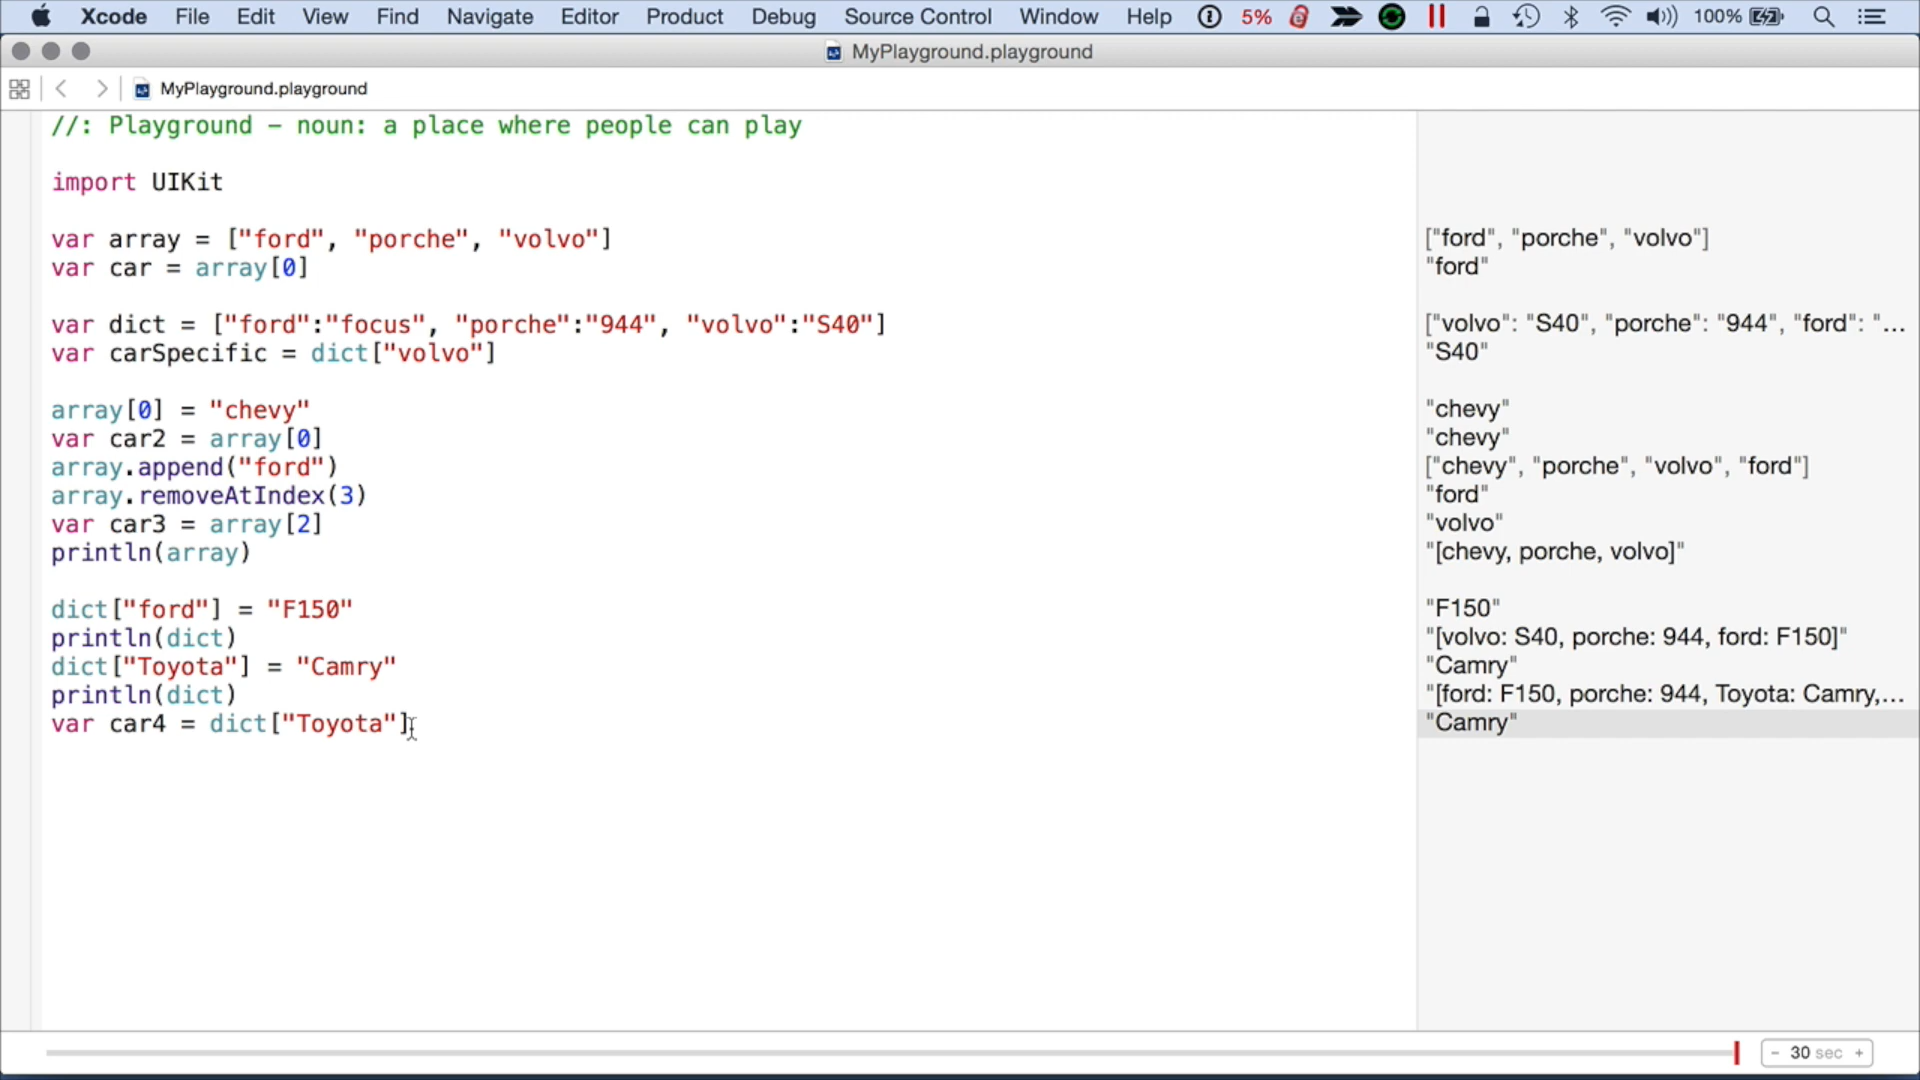 Xcode File Edit View Find Navigate Editor Product Debug Source Control Window Help 5% 100%
MyPlayground.playground
MyPlayground.playground
//: Playground – noun: a place where people can play
import UIKit
var array = ["ford", "porche", "volvo"] ["ford", "porche", "volvo"]
var car = array[0] "ford"
var dict = ["ford":"focus", "porche":"944", "volvo":"S40"] ["volvo": "S40", "porche": "944", "ford": "...
var carSpecific = dict["volvo"] "S40"
array[0] = "chevy" "chevy"
var car2 = array[0] "chevy"
array.append("ford") ["chevy", "porche", "volvo", "ford"]
array.removeAtIndex(3) "ford"
var car3 = array[2] "volvo"
println(array) "[chevy, porche, volvo]"
dict["ford"] = "F150" "F150"
println(dict) "[volvo: S40, porche: 944, ford: F150]"
dict["Toyota"] = "Camry" "Camry"
println(dict) "[ford: F150, porche: 944, Toyota: Camry,...
var car4 = dict["Toyota"] "Camry"
- 30 sec +